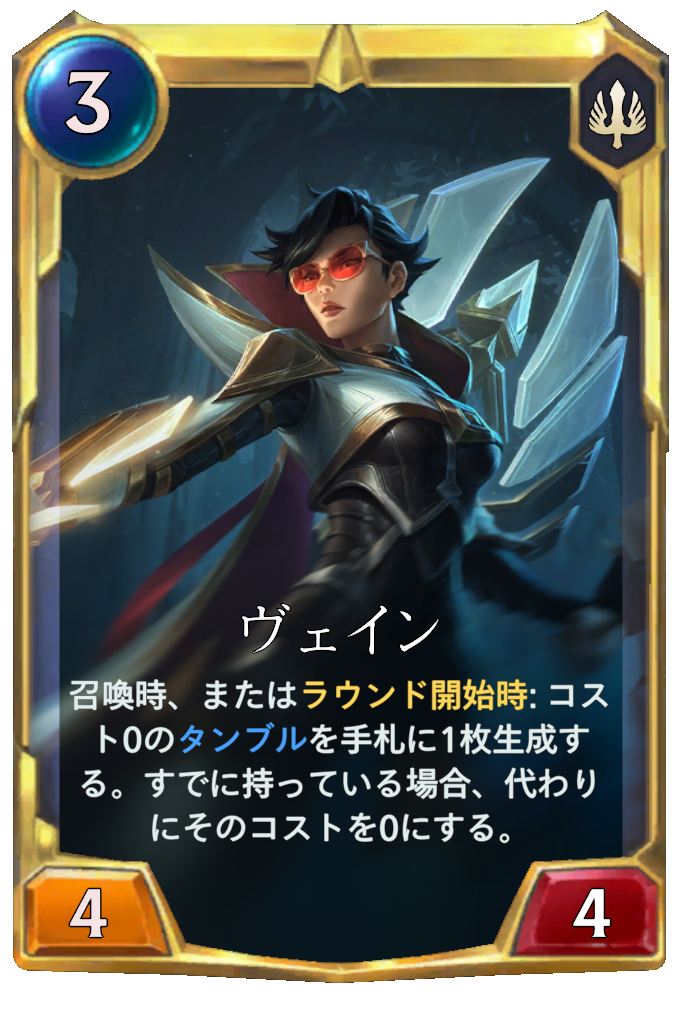 3
ヴェイン
召喚時、またはラウンド開始時: コス
ト0のタンブルを手札に1枚生成す
る。すでに持っている場合、代わり
にそのコストを0にする。
4
4